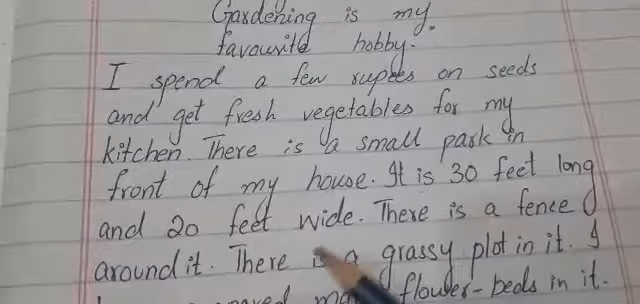 Gardening is my
favourite hobby.
I spend a few rupees on seeds
and get fresh vegetables for my
kitchen. There is a small park in
front of my house. It is 30 feet long
and 20 feet wide. There is a fence
around it. There is a grassy plot in it. I
flower-beds in it.